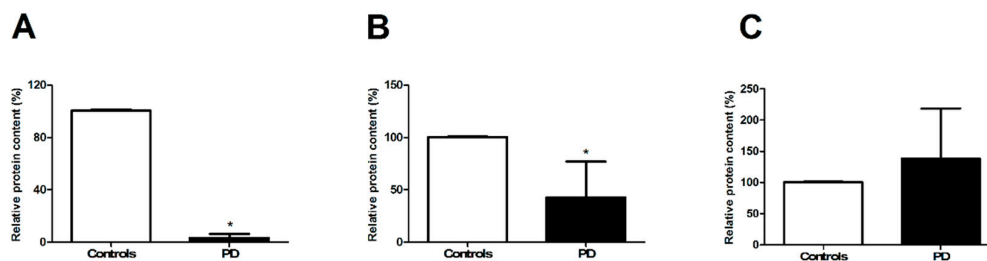 A
Relative protein content (%)
120
80
40
0
*
Controls
PD
B
Relative protein content (%)
150
100
50
0
*
Controls
PD
C
Relative protein content (%)
250
200
150
100
50
0
Controls
PD